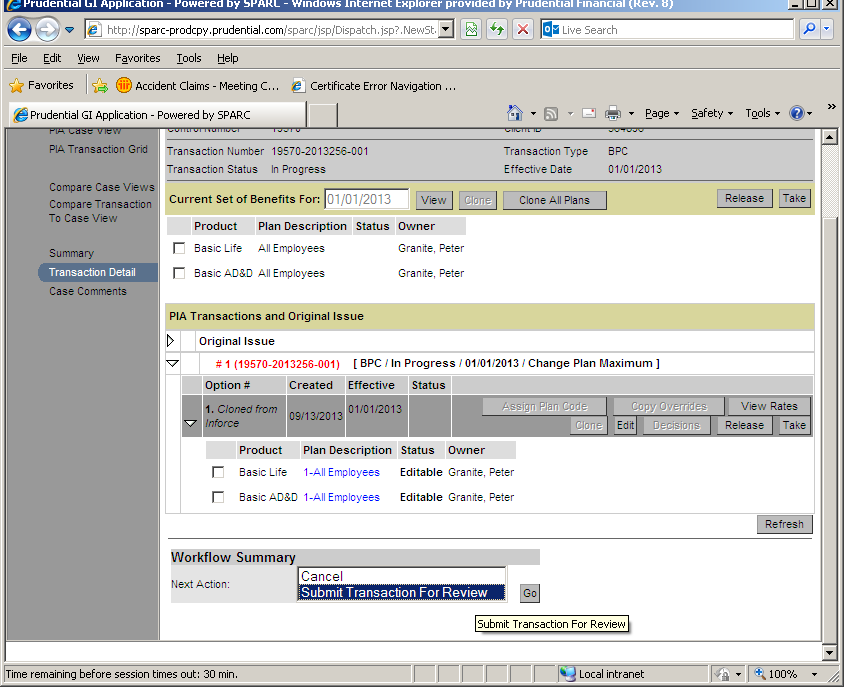 Prudential GI Application - Powered by SPARC - Windows Internet Explorer provided by Prudential Financial (Rev. 8)
http://sparc-prodcpy.prudential.com/sparc/jsp/Dispatch.jsp?.NewSta
Live Search
File Edit View Favorites Tools Help
Favorites Accident Claims - Meeting C... Certificate Error Navigation ...
Prudential GI Application - Powered by SPARC Page Safety Tools »
PIA Case View
PIA Transaction Grid
Compare Case Views
Compare Transaction
To Case View
Summary
Transaction Detail
Case Comments
Control Number 19570 Client ID
Transaction Number 19570-2013256-001 Transaction Type BPC
Transaction Status In Progress Effective Date 01/01/2013
Current Set of Benefits For: 01/01/2013 View Clone Clone All Plans Release Take
Product Plan Description Status Owner
Basic Life All Employees Granite, Peter
Basic AD&D All Employees Granite, Peter
PIA Transactions and Original Issue
Original Issue
# 1 (19570-2013256-001) [ BPC / In Progress / 01/01/2013 / Change Plan Maximum ]
Option # Created Effective Status
1. Cloned from Inforce 09/13/2013 01/01/2013
Assign Plan Code Copy Overrides View Rates
Clone Edit Decisions Release Take
Product Plan Description Status Owner
Basic Life 1-All Employees Editable Granite, Peter
Basic AD&D 1-All Employees Editable Granite, Peter
Refresh
Workflow Summary
Next Action:
Cancel
Submit Transaction For Review
Go
Submit Transaction For Review
Time remaining before session times out: 30 min. Local intranet 100%